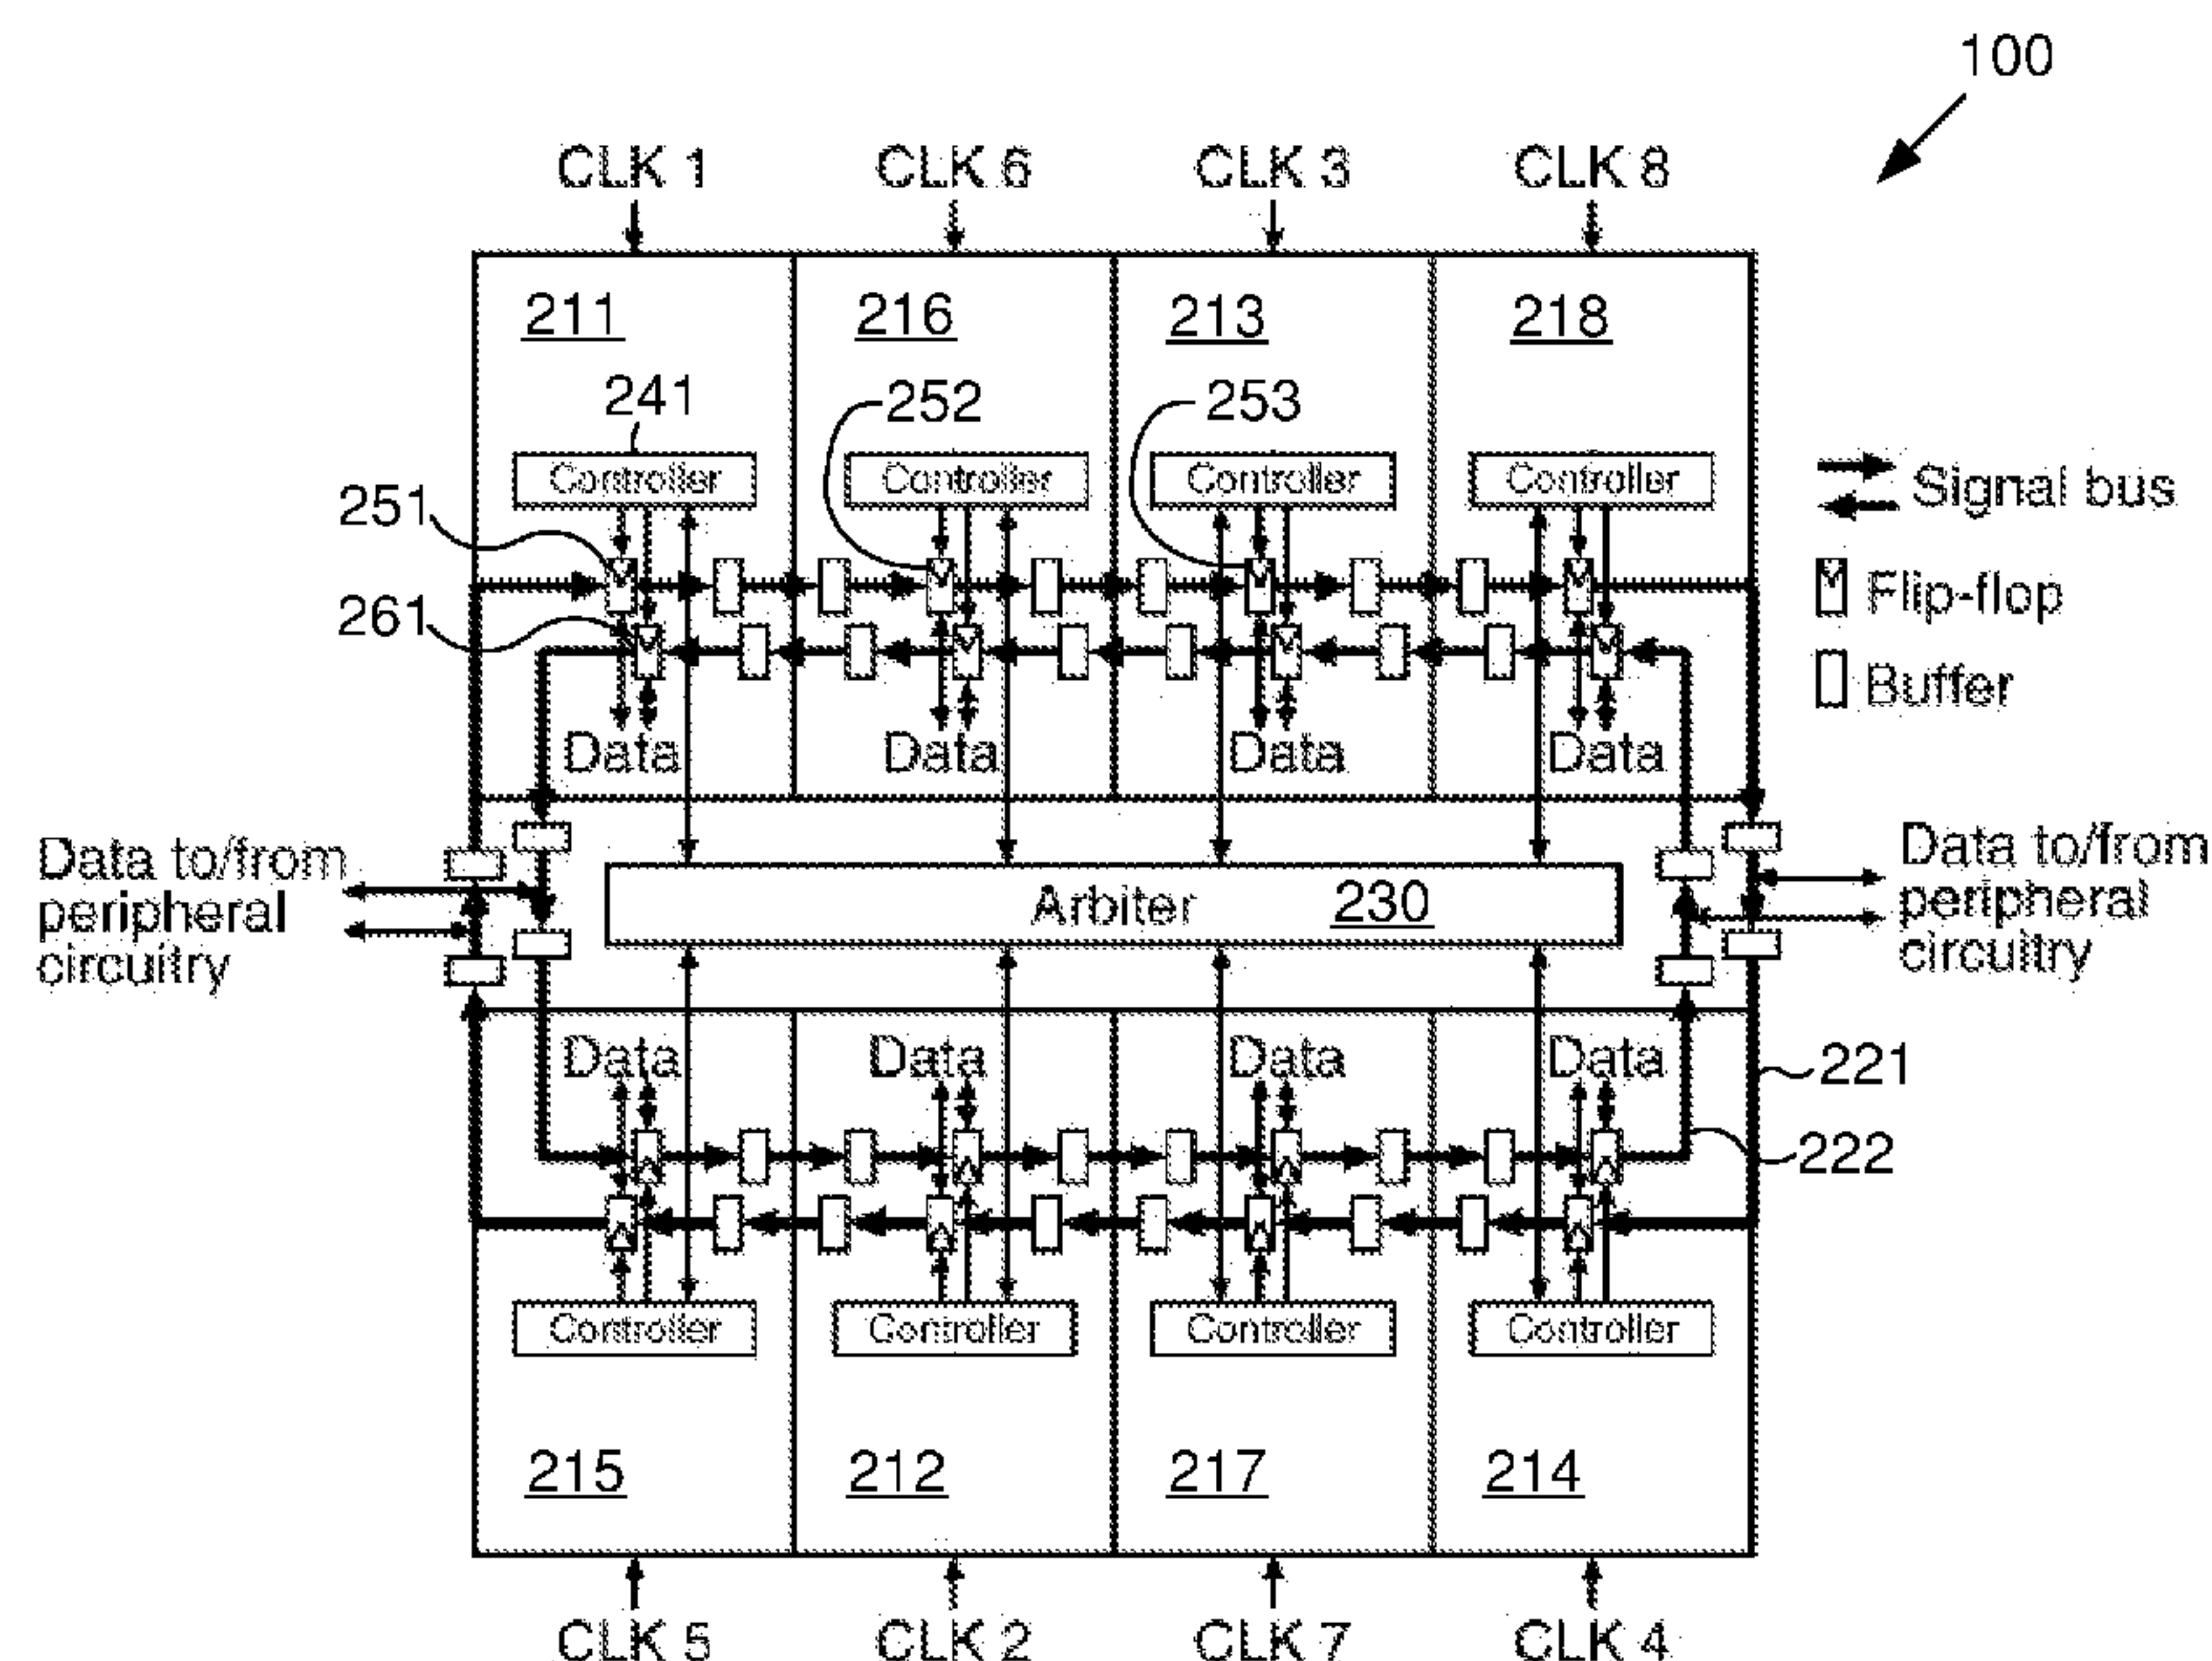 100
CLK 1
CLK 6
CLK 3
CLK 8
211
216
213
218
241
252
253
Controller
Controller
Controller
Controller
251
261
Signal bus
Flip-flop
Buffer
Data
Data
Data
Data
Data to/from
peripheral
circuitry
Arbiter 230
Data to/from
peripheral
circuitry
Data
Data
Data
Data
221
222
Controller
Controller
Controller
Controller
215
212
217
214
CLK 5
CLK 2
CLK 7
CLK 4